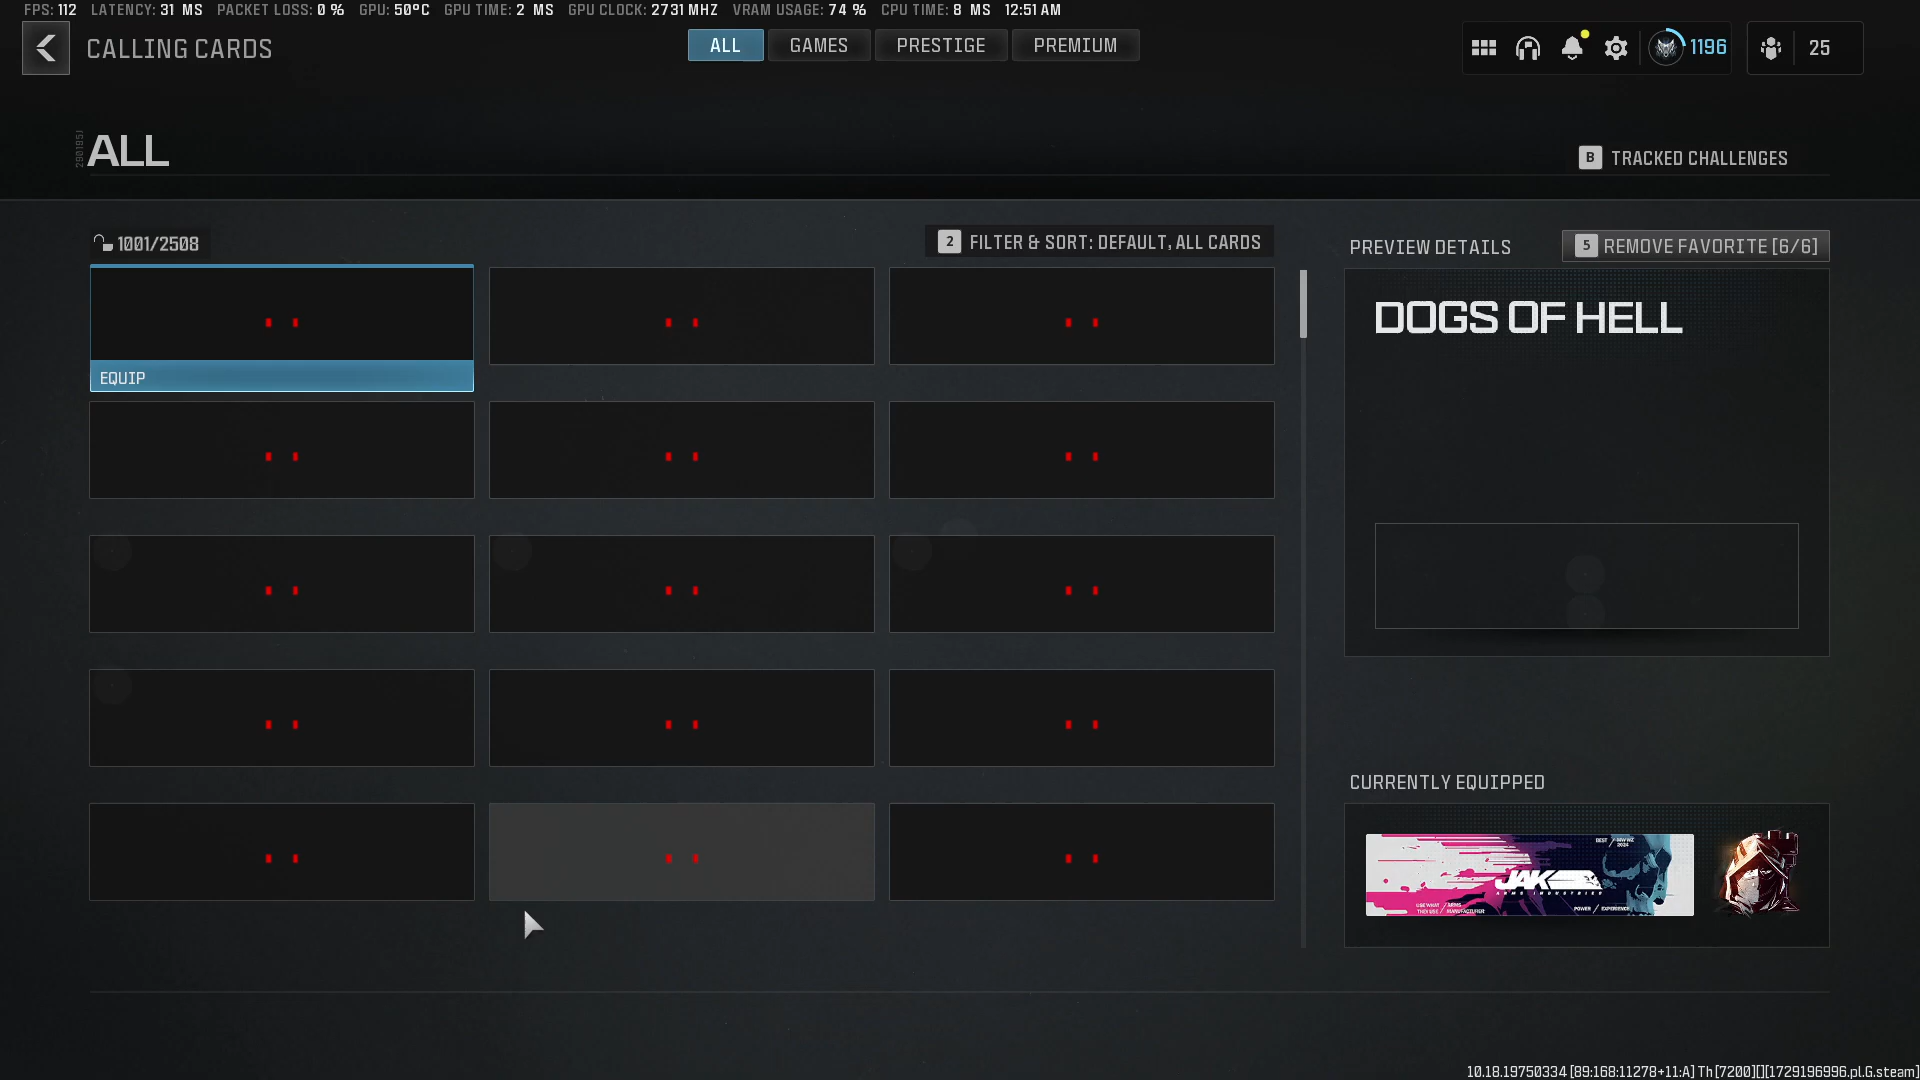 FPS: 112 LATENCY: 31 MS PACKET LOSS: 0 % GPU: 50°C GPU TIME: 2 MS GPU CLOCK: 2731 MHZ VRAM USAGE: 74 % CPU TIME: 8 MS 12:51 AM
CALLING CARDS
ALL
GAMES
PRESTIGE
PREMIUM
1196
25
ALL
B TRACKED CHALLENGES
1001/2508
2 FILTER & SORT: DEFAULT, ALL CARDS
PREVIEW DETAILS
5 REMOVE FAVORITE [6/6]
DOGS OF HELL
EQUIP
CURRENTLY EQUIPPED
JAK
ARMS INDUSTRIES
10.18.19750334 [89:168:11278+11:A] Th [7200][][1729196996.pl.G.steam]